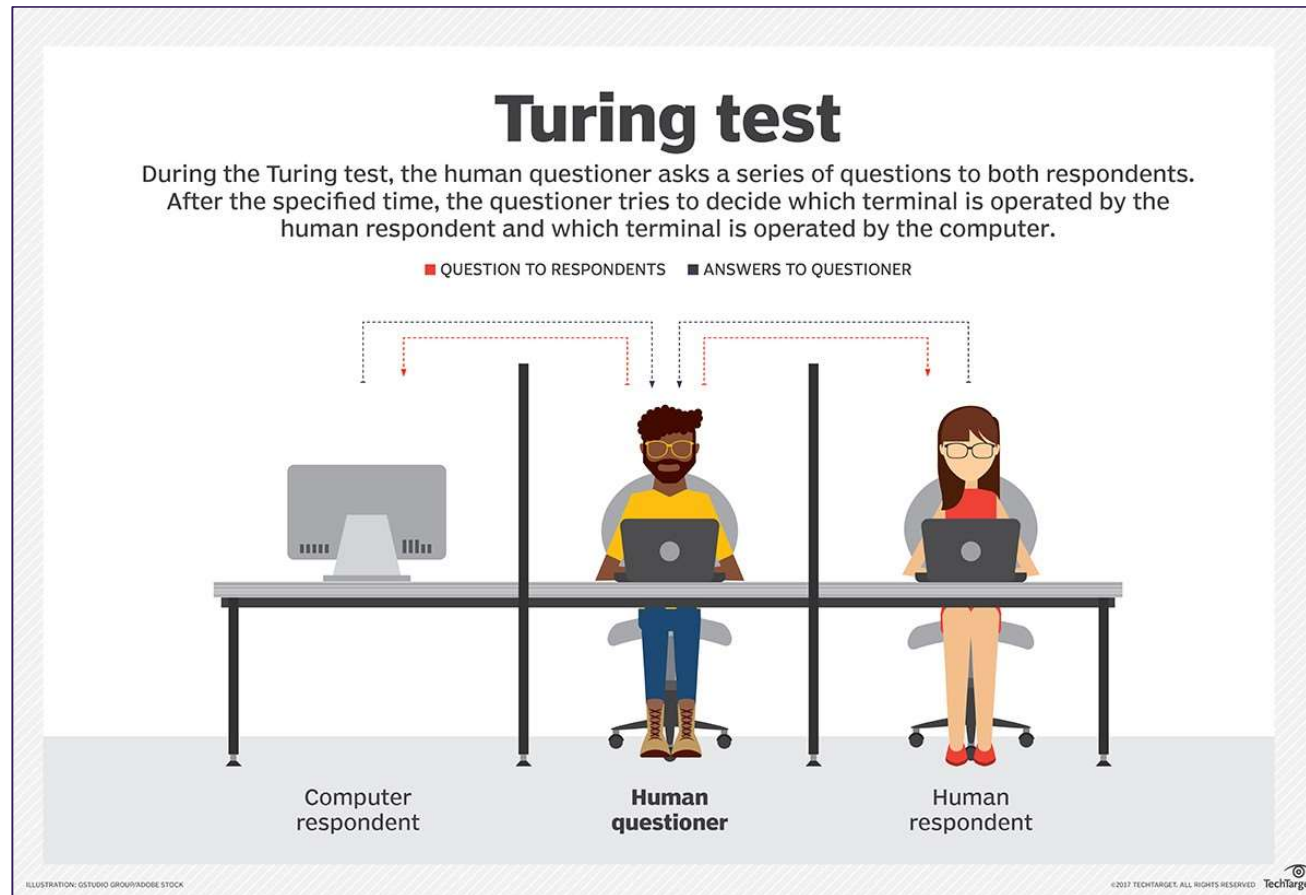 Turing test
During the Turing test, the human questioner asks a series of questions to both respondents.
After the specified time, the questioner tries to decide which terminal is operated by the
human respondent and which terminal is operated by the computer.
QUESTION TO RESPONDENTS ANSWERS TO QUESTIONER
Computer
respondent
Human
questioner
Human
respondent
ILLUSTRATION: GSTUDIO GROUP/ADOBE STOCK
©2017 TECHTARGET, ALL RIGHTS RESERVED TechTarge